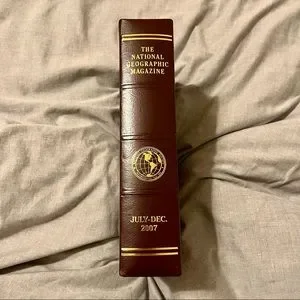 THE
NATIONAL
GEOGRAPHIC
MAGAZINE
JULY-DEC.
2007